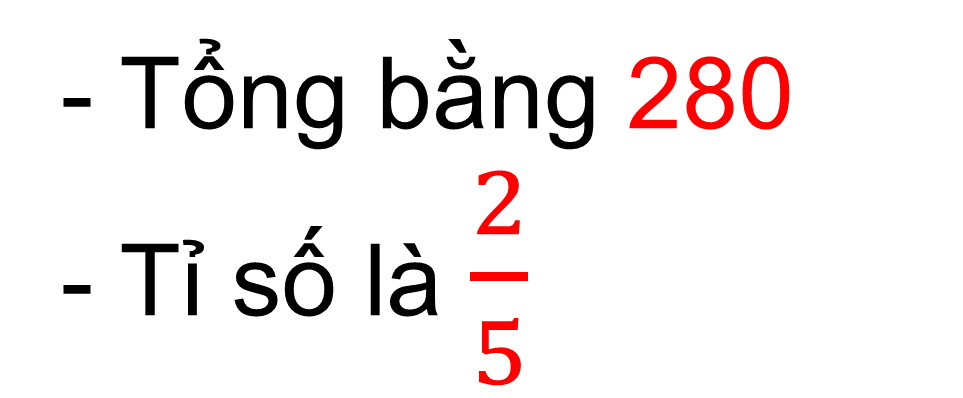 - Tổng bằng 280
- Tỉ số là 2/5